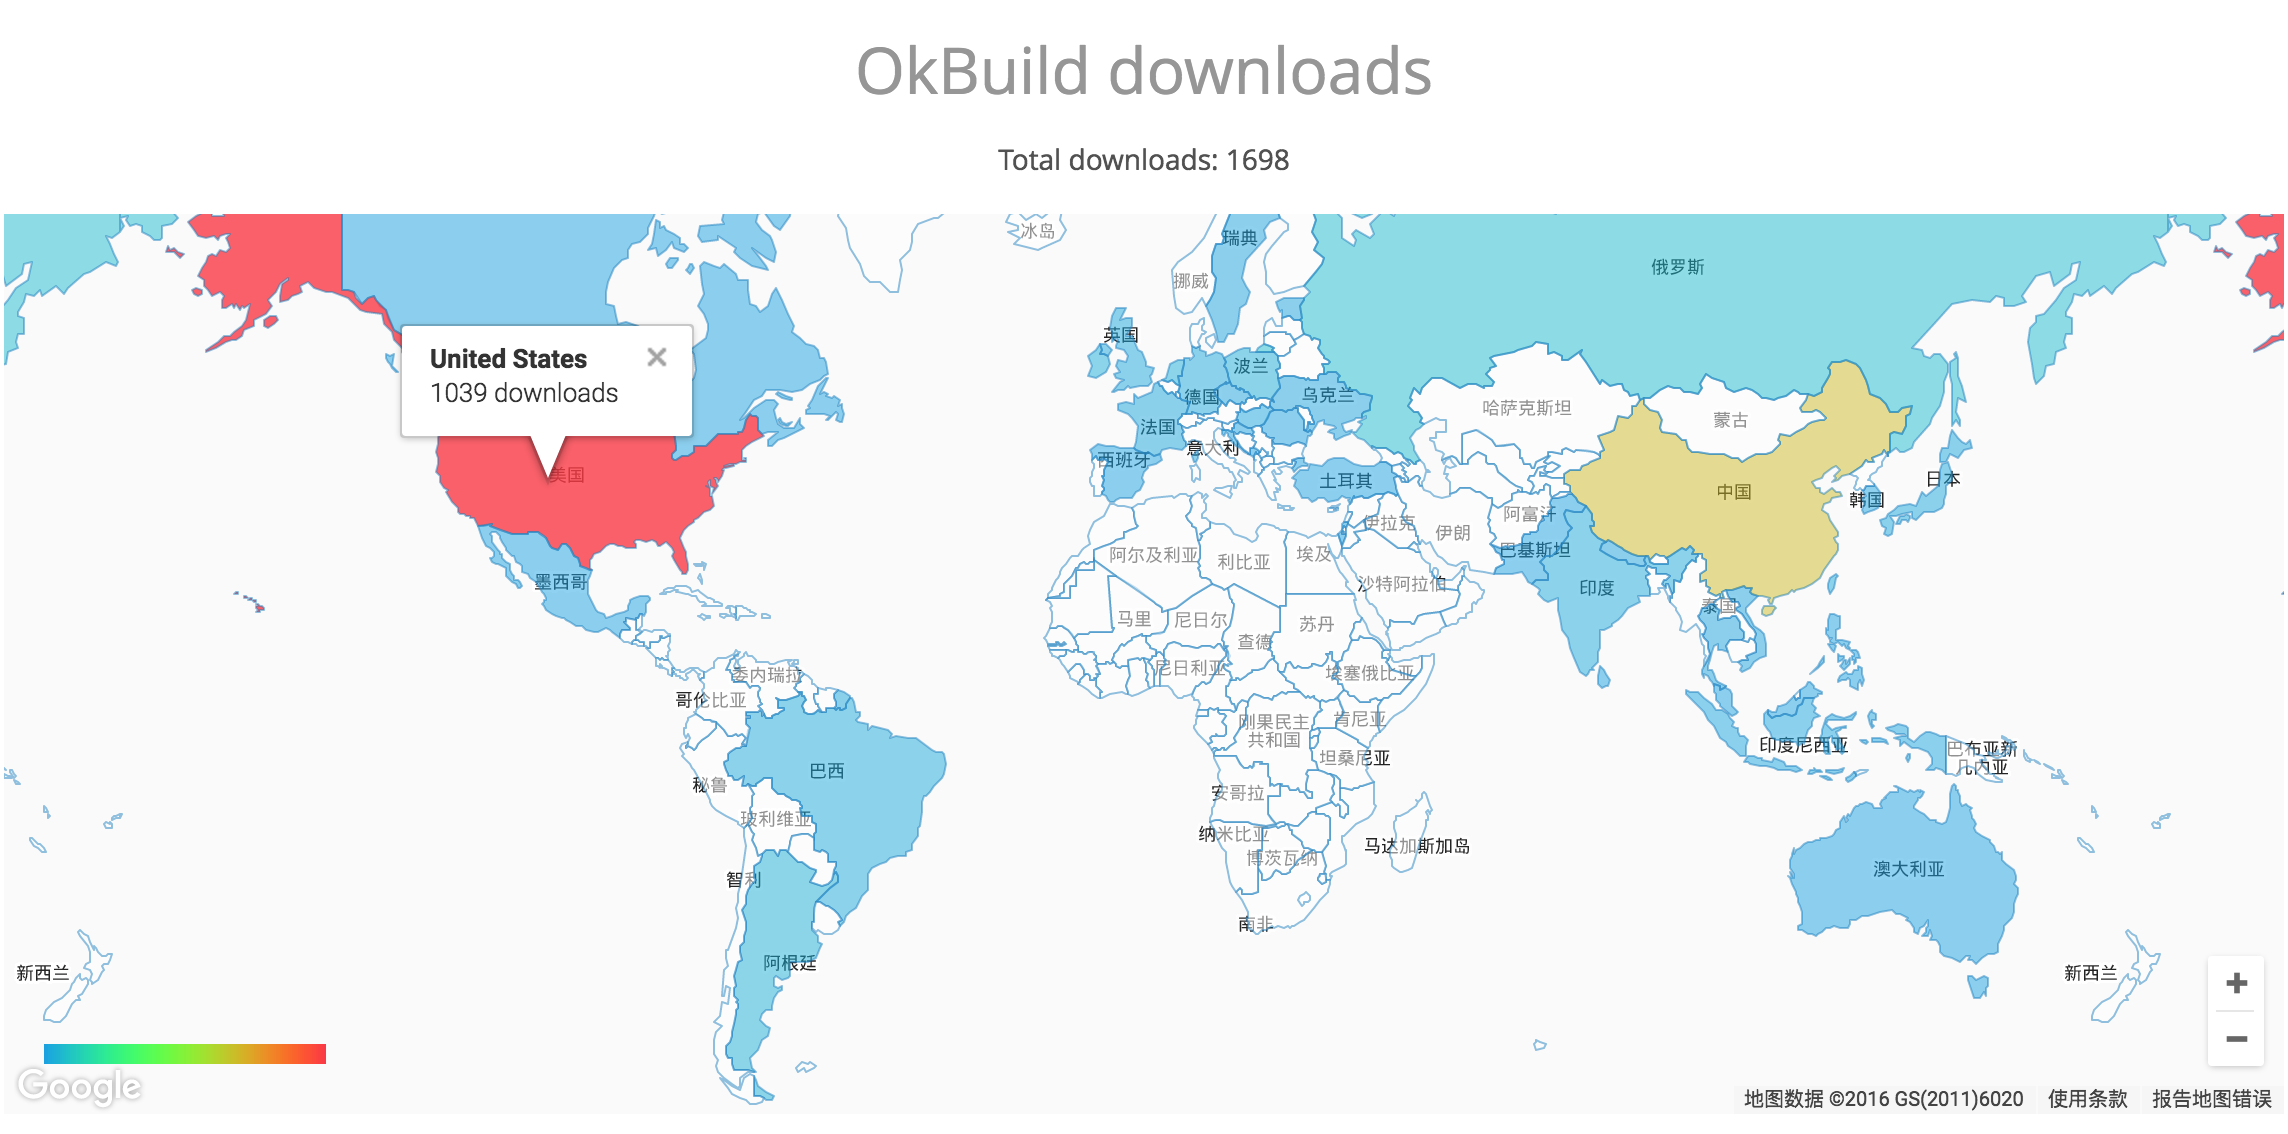 OkBuild downloads
Total downloads: 1698
冰岛
瑞典
俄罗斯
挪威
英国
United States
1039 downloads
波兰
德国
乌克兰
哈萨克斯坦
蒙古
法国
意大利
西班牙
美国
土耳其
中国
日本
韩国
阿富汗
伊拉克
伊朗
阿尔及利亚
利比亚
埃及
巴基斯坦
墨西哥
沙特阿拉伯
印度
泰国
马里
尼日尔
苏丹
查德
委内瑞拉
尼日利亚
埃塞俄比亚
哥伦比亚
刚果民主
共和国
肯尼亚
印度尼西亚
巴布亚新
几内亚
坦桑尼亚
巴西
秘鲁
安哥拉
玻利维亚
纳米比亚
马达加斯加岛
博茨瓦纳
澳大利亚
智利
南非
阿根廷
新西兰
新西兰
Google
地图数据 ©2016 GS(2011)6020
使用条款
报告地图错误